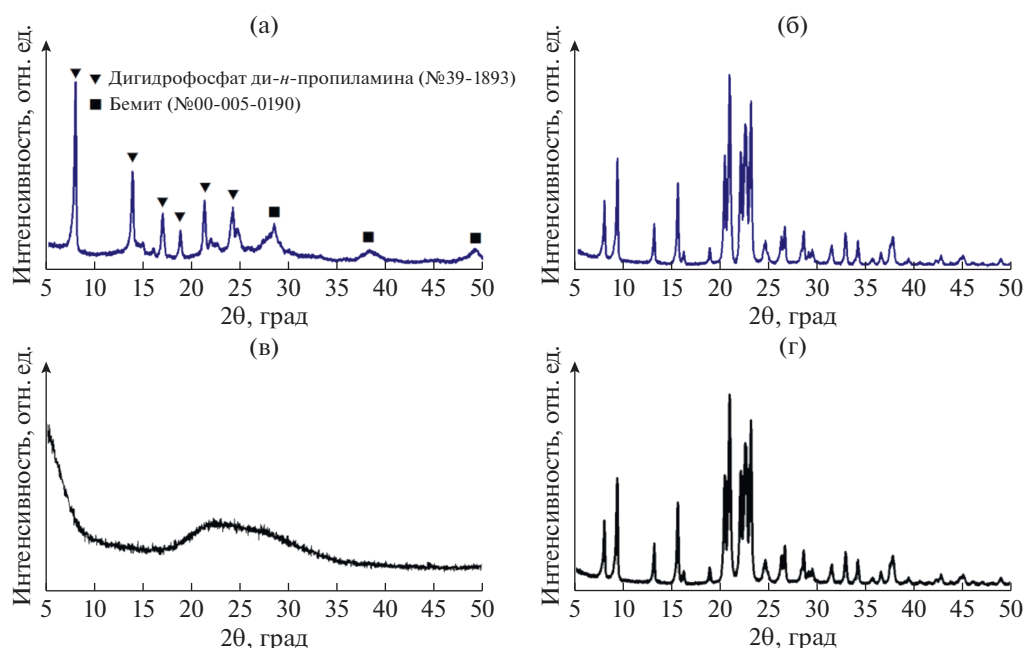 (а)
Интенсивность, отн. ед.
▼ Дигидрофосфат ди-н-пропиламина (№39-1893)
■ Бемит (№00-005-0190)
5 10 15 20 25 30 35 40 45 50
2θ, град
(б)
Интенсивность, отн. ед.
5 10 15 20 25 30 35 40 45 50
2θ, град
(в)
Интенсивность, отн. ед.
5 10 15 20 25 30 35 40 45 50
2θ, град
(г)
Интенсивность, отн. ед.
5 10 15 20 25 30 35 40 45 50
2θ, град